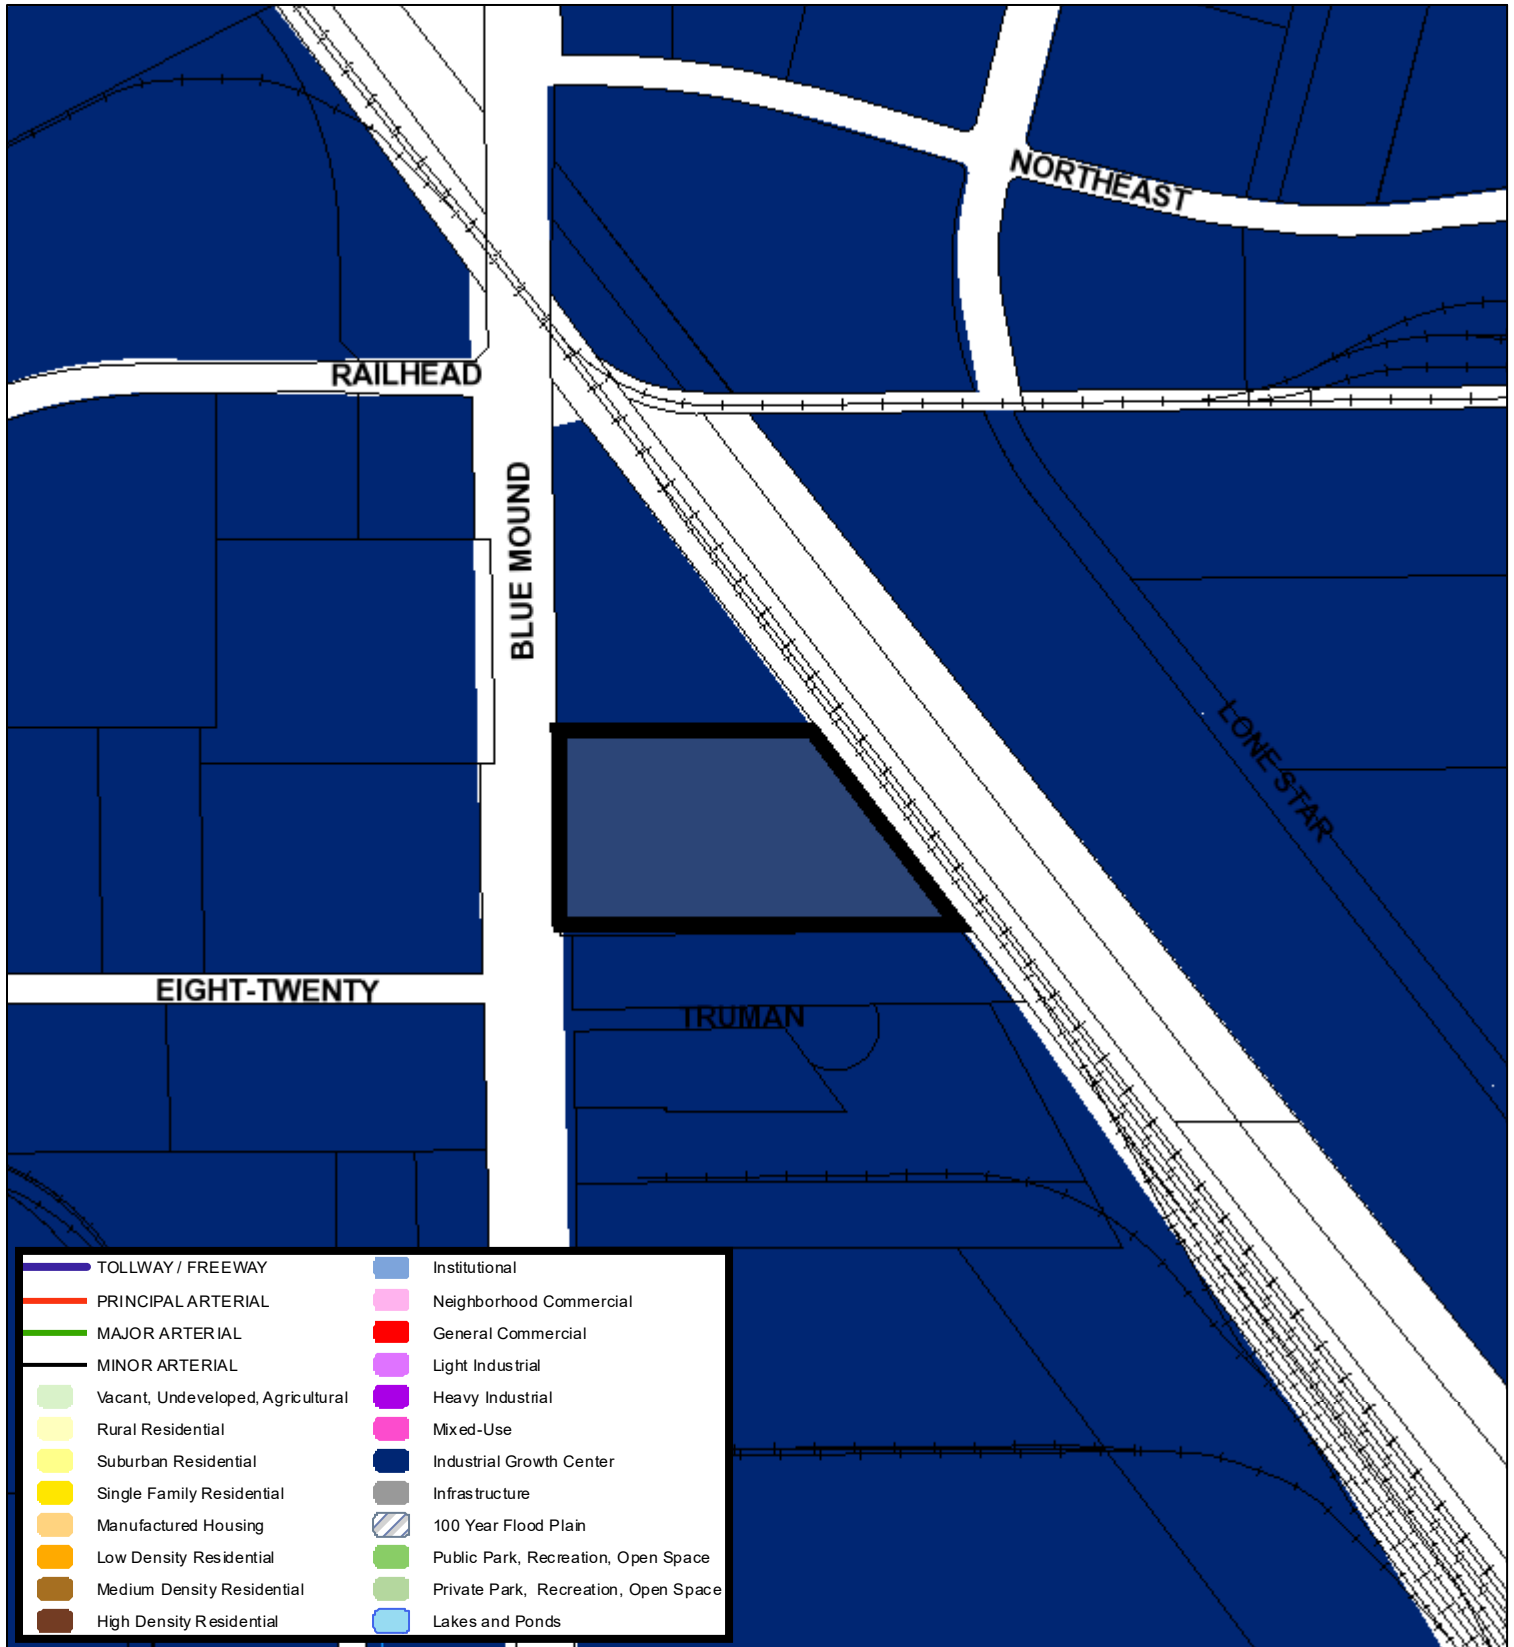 NORTHEAST
RAILHEAD
BLUE MOUND
LONE STAR
EIGHT-TWENTY
TRUMAN
TOLLWAY / FREEWAY
PRINCIPAL ARTERIAL
MAJOR ARTERIAL
MINOR ARTERIAL
Vacant, Undeveloped, Agricultural
Rural Residential
Suburban Residential
Single Family Residential
Manufactured Housing
Low Density Residential
Medium Density Residential
High Density Residential
Institutional
Neighborhood Commercial
General Commercial
Light Industrial
Heavy Industrial
Mixed-Use
Industrial Growth Center
Infrastructure
100 Year Flood Plain
Public Park, Recreation, Open Space
Private Park, Recreation, Open Space
Lakes and Ponds